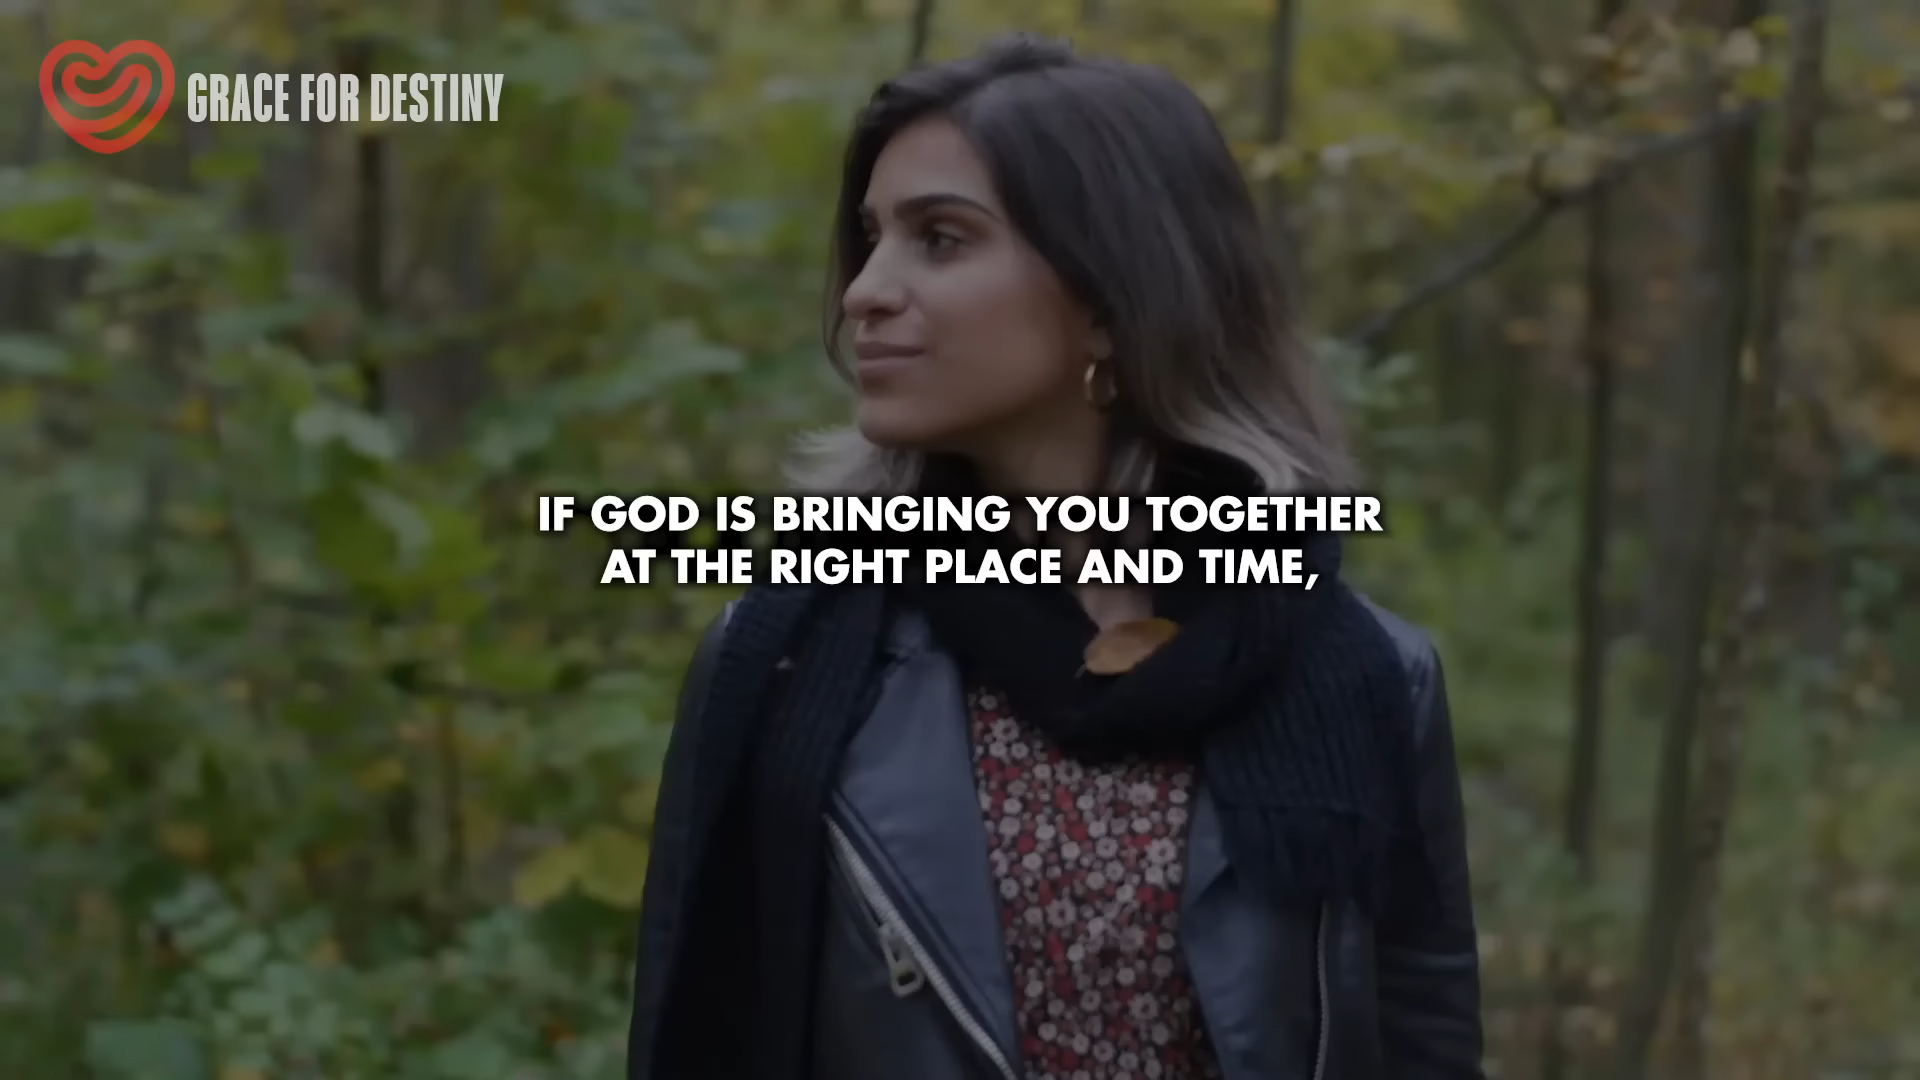 GRACE FOR DESTINY
IF GOD IS BRINGING YOU TOGETHER
AT THE RIGHT PLACE AND TIME,